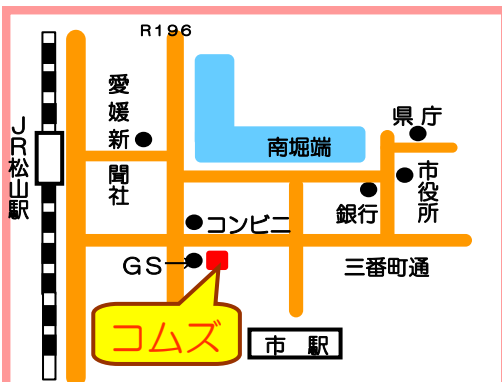 R196
愛媛新聞社
県庁
JR松山駅
南堀端
市役所
銀行
コンビニ
GS
三番町通
コムズ
市 駅